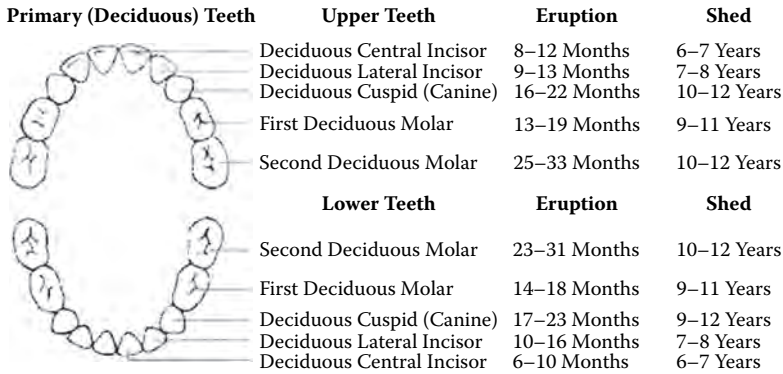 Primary (Deciduous) Teeth Upper Teeth Eruption Shed
Deciduous Central Incisor 8–12 Months 6–7 Years
Deciduous Lateral Incisor 9–13 Months 7–8 Years
Deciduous Cuspid (Canine) 16–22 Months 10–12 Years
First Deciduous Molar 13–19 Months 9–11 Years
Second Deciduous Molar 25–33 Months 10–12 Years
Lower Teeth Eruption Shed
Second Deciduous Molar 23–31 Months 10–12 Years
First Deciduous Molar 14–18 Months 9–11 Years
Deciduous Cuspid (Canine) 17–23 Months 9–12 Years
Deciduous Lateral Incisor 10–16 Months 7–8 Years
Deciduous Central Incisor 6–10 Months 6–7 Years